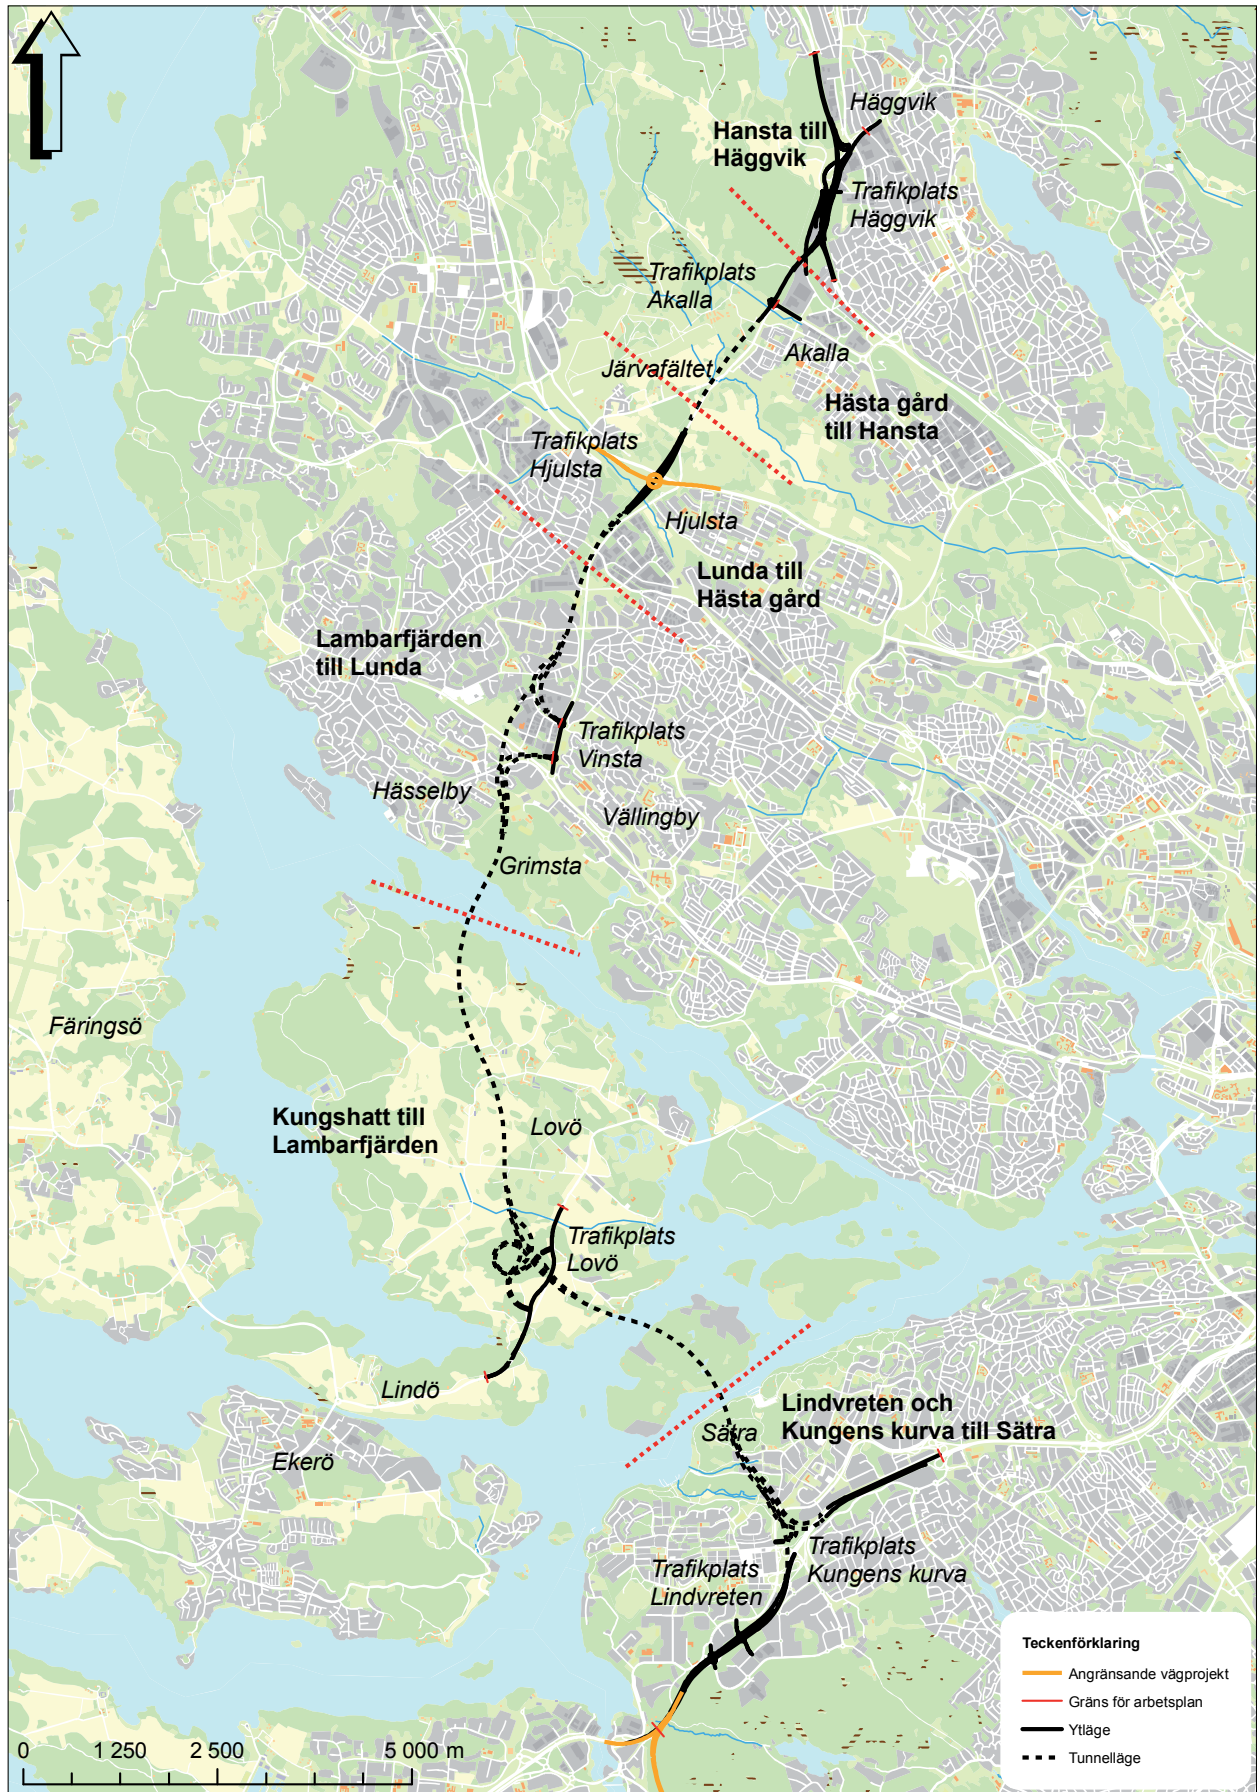 Häggvik
Hansta till
Häggvik
Trafikplats
Häggvik
Trafikplats
Akalla
Akalla
Järvafältet
Hästa gård
till Hansta
Trafikplats
Hjulsta
Hjulsta
Lunda till
Hästa gård
Lambarfjärden
till Lunda
Trafikplats
Vinsta
Hässelby
Vällingby
Grimsta
Färingsö
Kungshatt till
Lambarfjärden
Lovö
Trafikplats
Lovö
Lindö
Lindvreten och
Kungens kurva till Sätra
Sätra
Ekerö
Trafikplats
Kungens kurva
Trafikplats
Lindvreten
Teckenförklaring
Angränsande vägprojekt
Gräns för arbetsplan
Ytläge
Tunnelläge
0 1 250 2 500 5 000 m